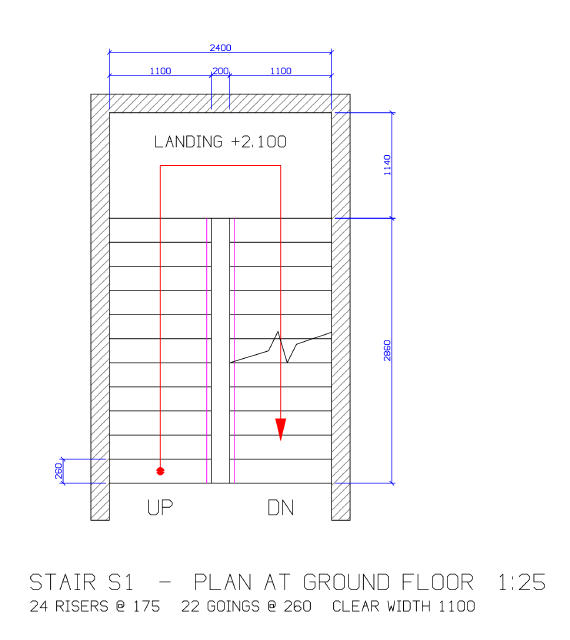 2400
1100 200 1100
LANDING +2.100
1140
2860
260
UP DN
STAIR S1 - PLAN AT GROUND FLOOR 1:25
24 RISERS @ 175 22 GOINGS @ 260 CLEAR WIDTH 1100